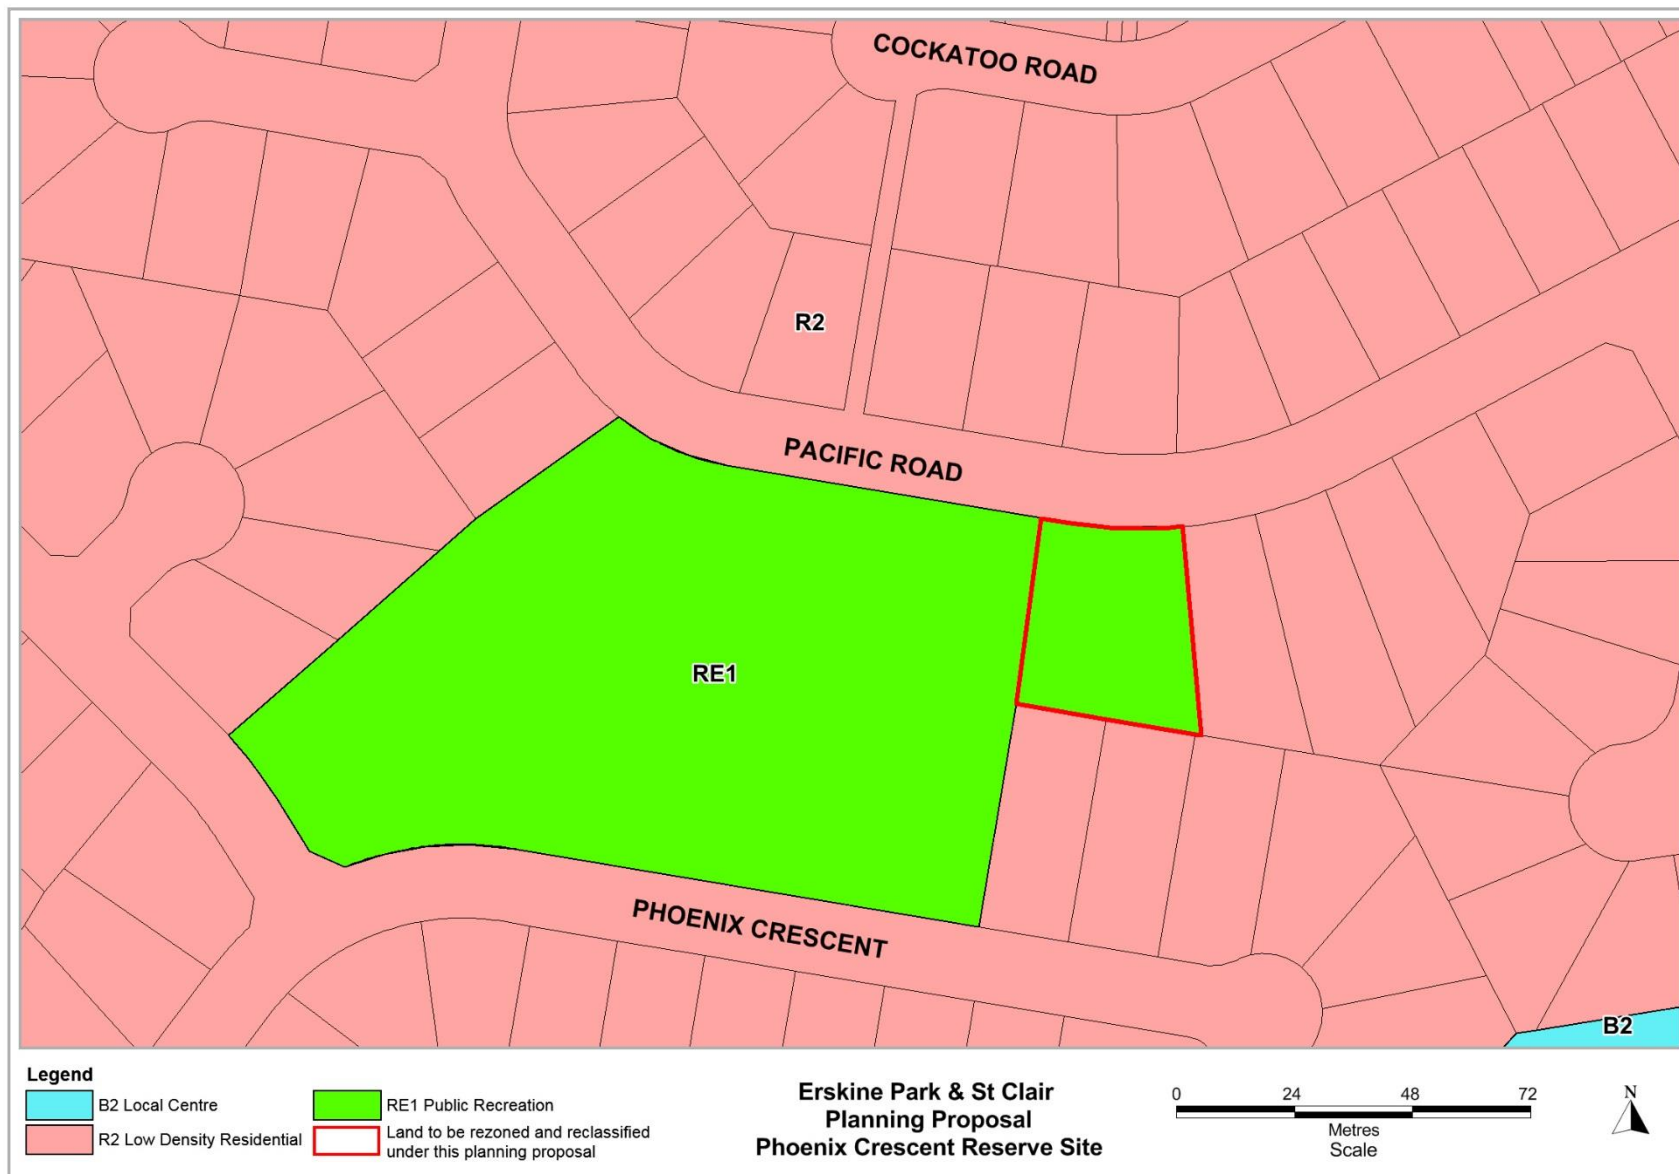 COCKATOO ROAD
R2
PACIFIC ROAD
RE1
PHOENIX CRESCENT
B2
Legend
B2 Local Centre
R2 Low Density Residential
RE1 Public Recreation
Land to be rezoned and reclassified
under this planning proposal
Erskine Park & St Clair
Planning Proposal
Phoenix Crescent Reserve Site
0 24 48 72
Metres
Scale
N